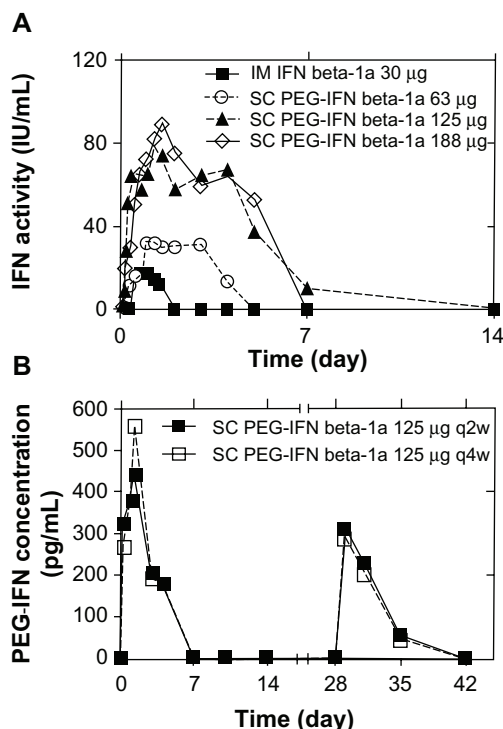 A
120
80
40
0
IFN activity (IU/mL)
IM IFN beta-1a 30 µg
SC PEG-IFN beta-1a 63 µg
SC PEG-IFN beta-1a 125 µg
SC PEG-IFN beta-1a 188 µg
0 7 14
Time (day)
B
600
500
400
300
200
100
0
PEG-IFN concentration
(pg/mL)
SC PEG-IFN beta-1a 125 µg q2w
SC PEG-IFN beta-1a 125 µg q4w
0 7 14 28 35 42
Time (day)